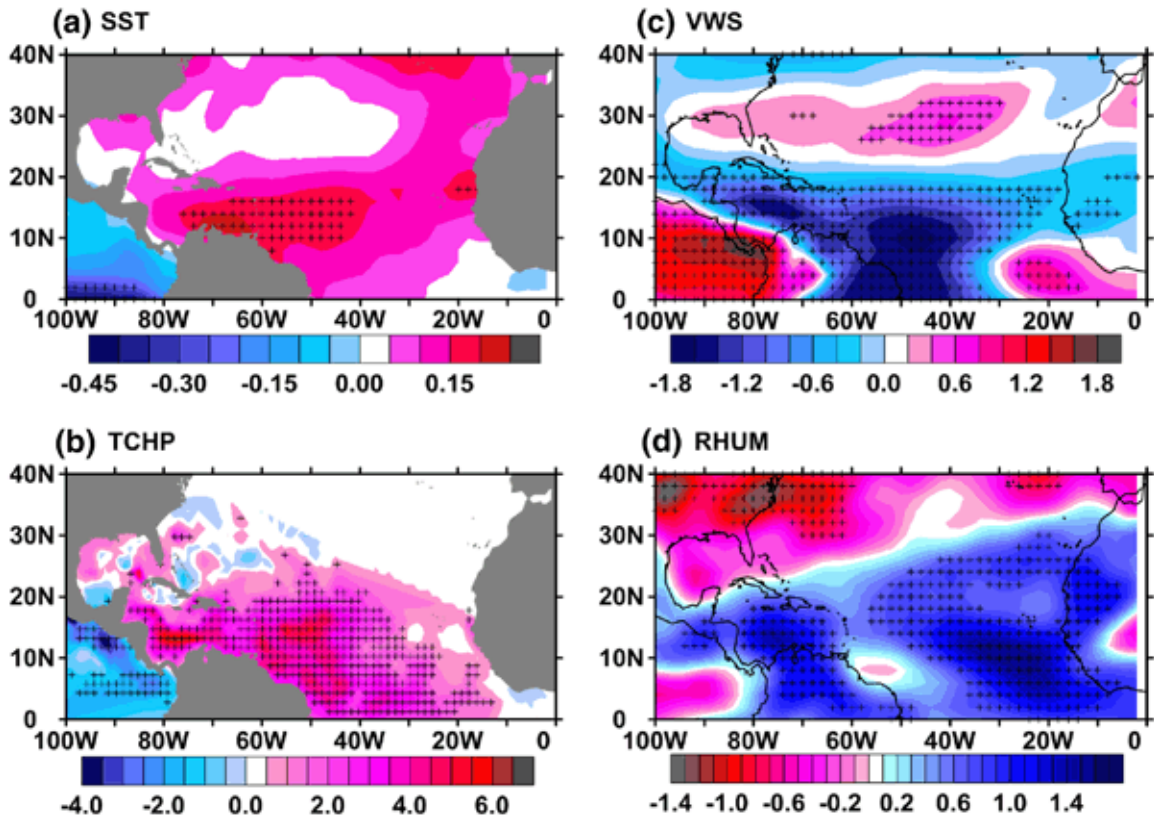 (a) SST
40N
30N
20N
10N
0
100W 80W 60W 40W 20W 0
-0.45 -0.30 -0.15 0.00 0.15
(c) VWS
40N
30N
20N
10N
0
100W 80W 60W 40W 20W 0
-1.8 -1.2 -0.6 0.0 0.6 1.2 1.8
(b) TCHP
40N
30N
20N
10N
0
100W 80W 60W 40W 20W 0
-4.0 -2.0 0.0 2.0 4.0 6.0
(d) RHUM
40N
30N
20N
10N
0
100W 80W 60W 40W 20W 0
-1.4 -1.0 -0.6 -0.2 0.2 0.6 1.0 1.4